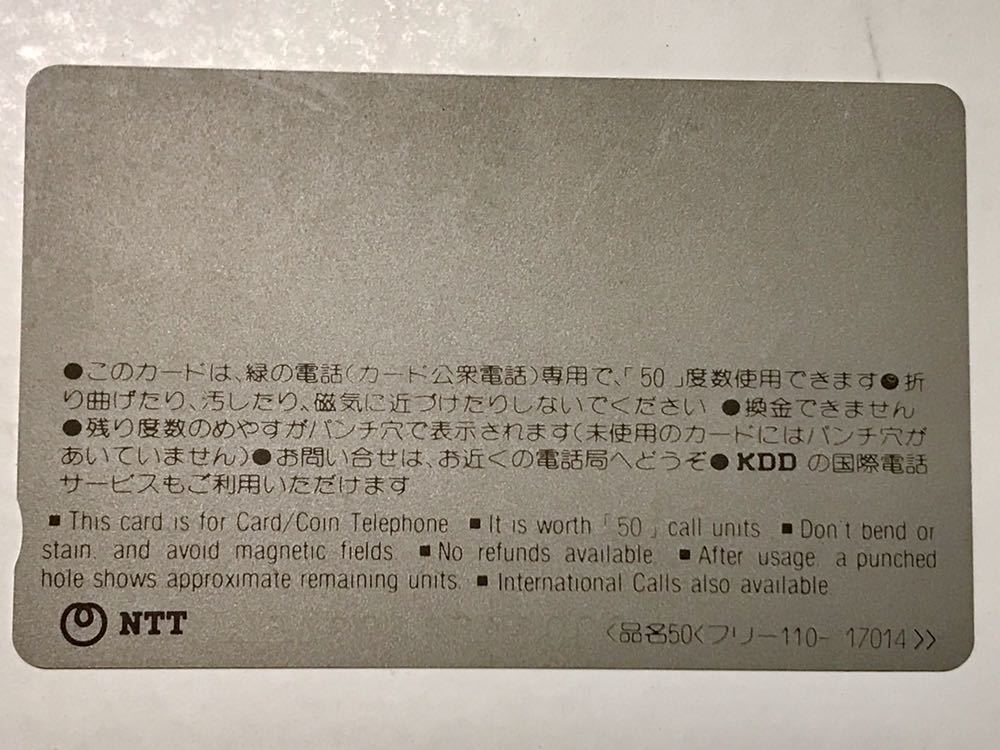 ●このカードは、緑の電話(カード公衆電話)専用で、「50」度数使用できます●折
り曲げたり、汚したり、磁気に近づけたりしないでください ●換金できません
●残り度数のめやすがパンチ穴で表示されます(未使用のカードにはパンチ穴が
あいていません)●お問い合せは、お近くの電話局へどうぞ● KDD の国際電話
サービスもご利用いただけます
■ This card is for Card/Coin Telephone ■ It is worth 「50」 call units ■ Don't bend or
stain, and avoid magnetic fields. ■ No refunds available ■ After usage, a punched
hole shows approximate remaining units. ■ International Calls also available
NTT
〈品名50〈フリー110- 17014〉〉